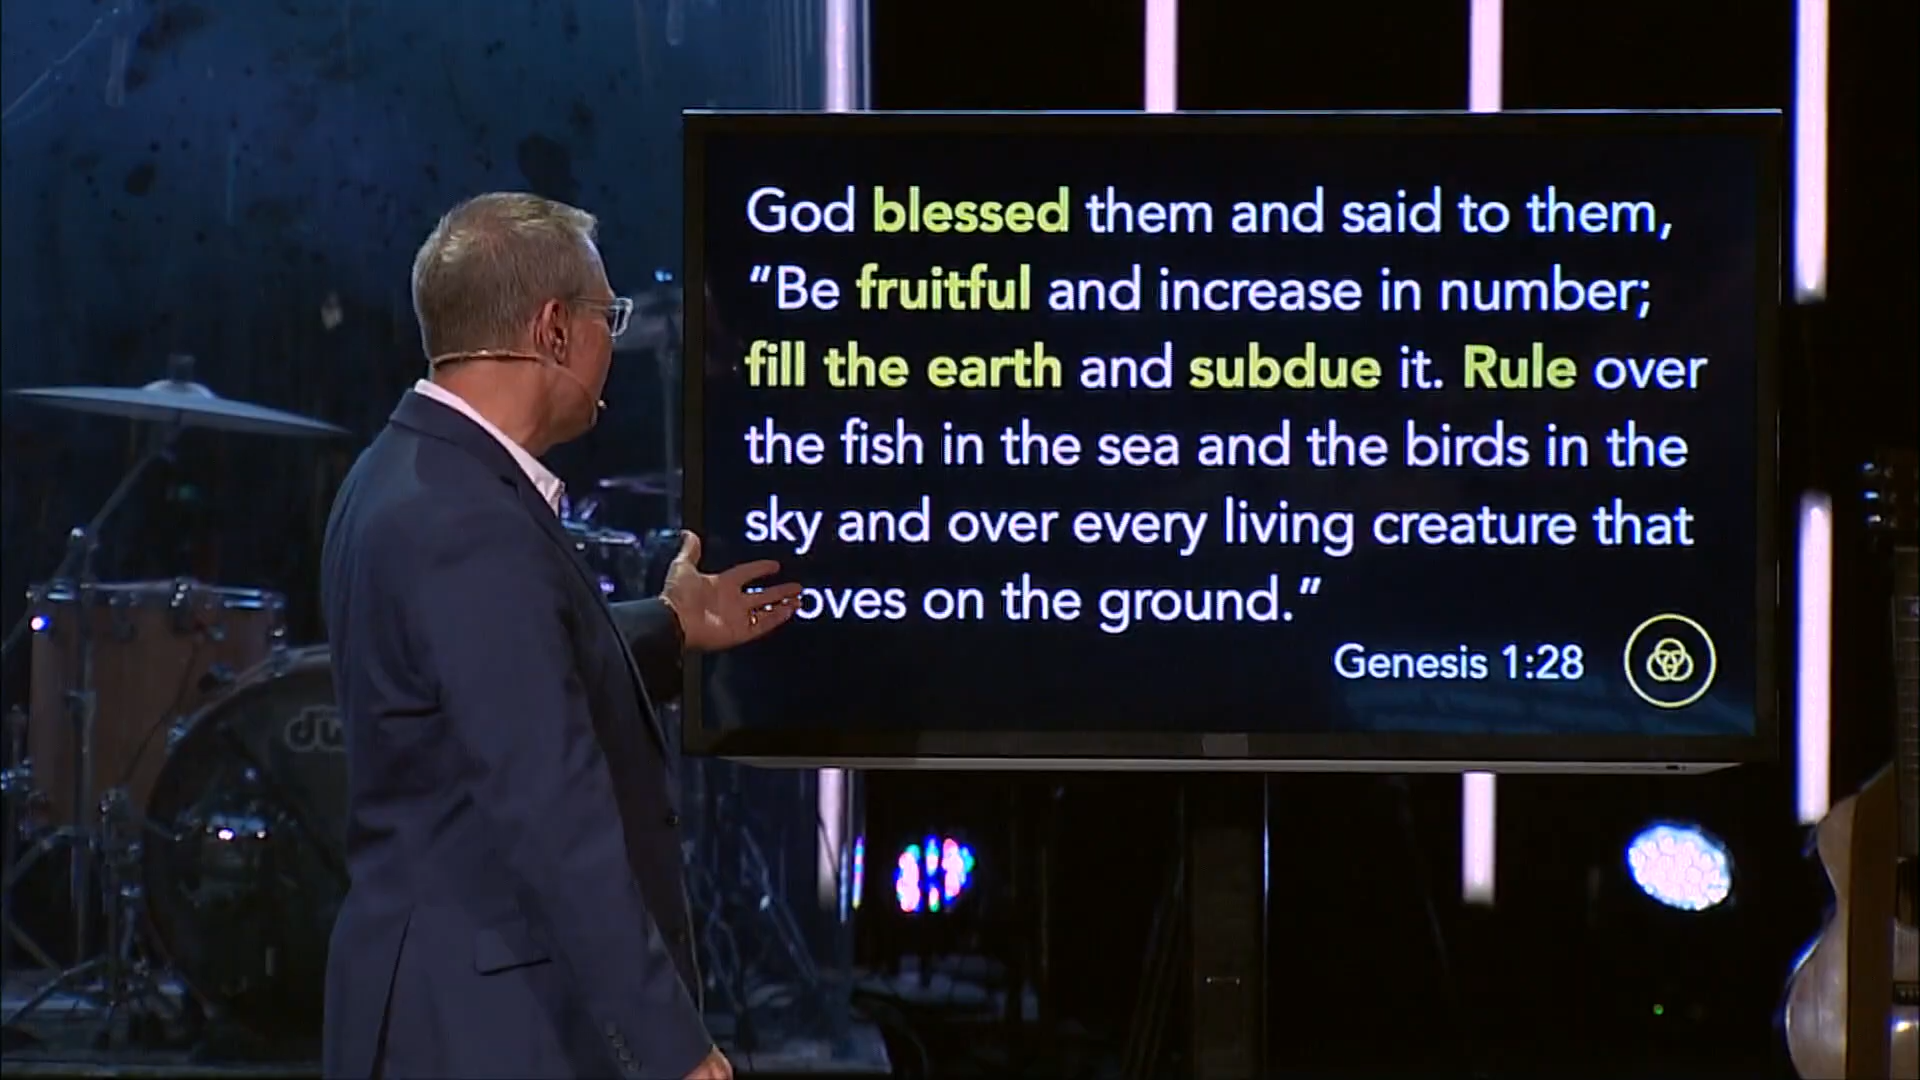 God blessed them and said to them,
“Be fruitful and increase in number;
fill the earth and subdue it. Rule over
the fish in the sea and the birds in the
sky and over every living creature that
oves on the ground.”
Genesis 1:28
dw